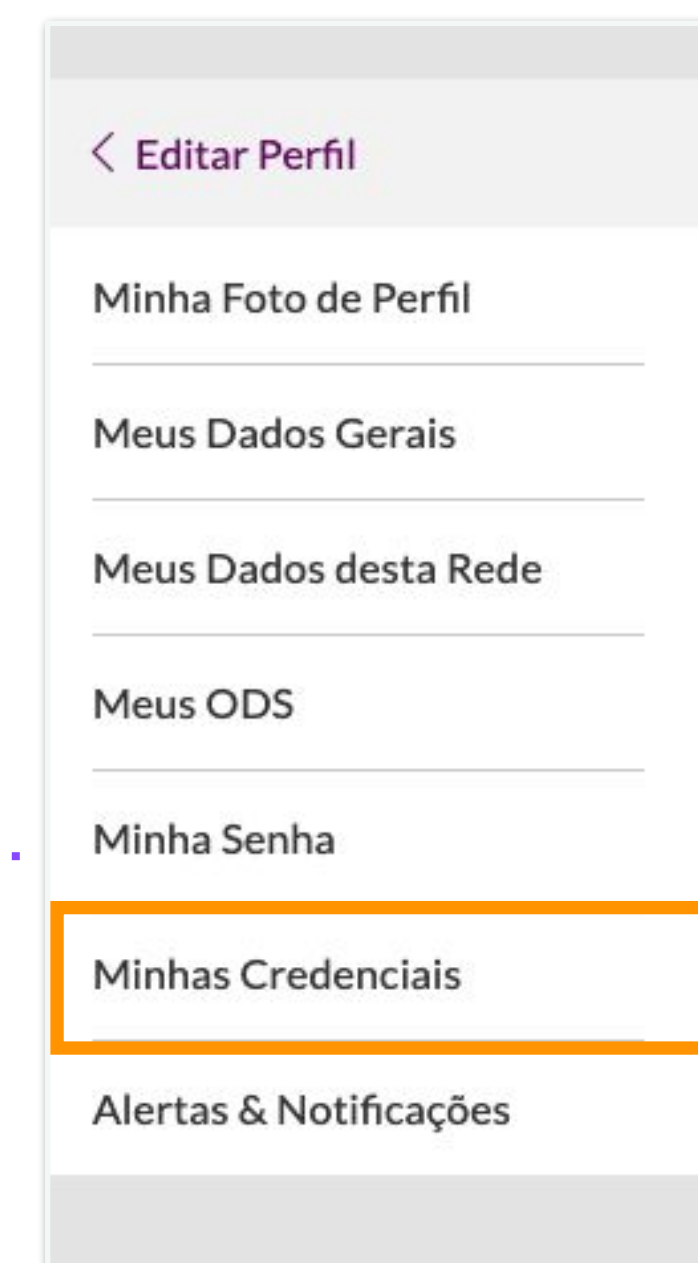 < Editar Perfil
Minha Foto de Perfil
Meus Dados Gerais
Meus Dados desta Rede
Meus ODS
Minha Senha
Minhas Credenciais
Alertas & Notificações